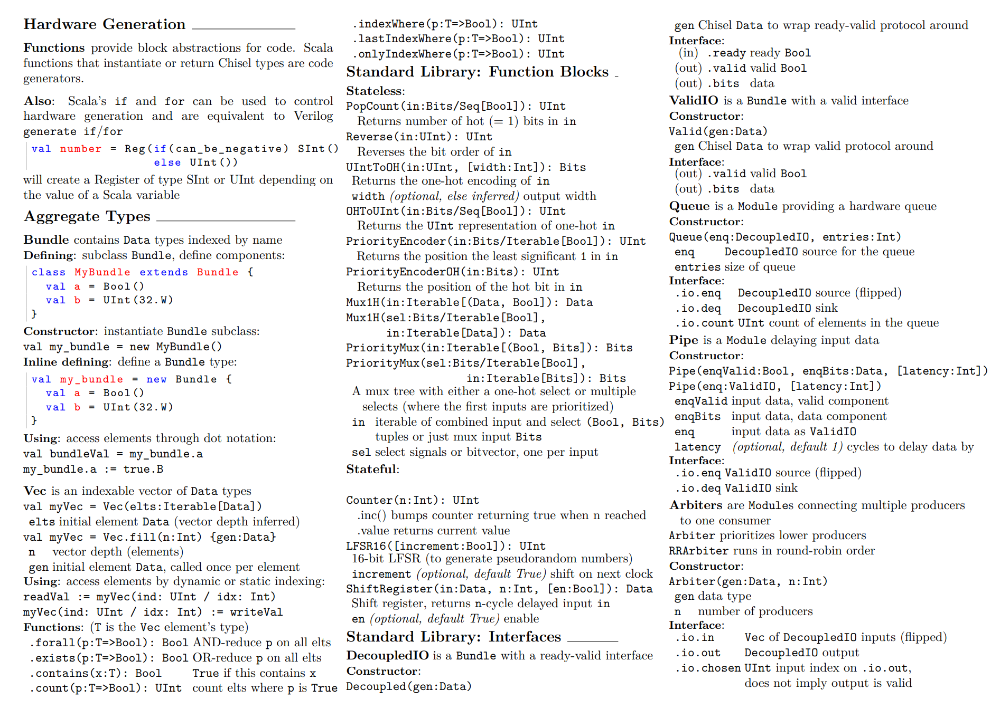 Hardware Generation
Functions provide block abstractions for code. Scala
functions that instantiate or return Chisel types are code
generators.
Also: Scala's if and for can be used to control
hardware generation and are equivalent to Verilog
generate if/for
val number = Reg(if(can_be_negative) SInt()
else UInt())
will create a Register of type SInt or UInt depending on
the value of a Scala variable
Aggregate Types
Bundle contains Data types indexed by name
Defining: subclass Bundle, define components:
class MyBundle extends Bundle {
val a = Bool()
val b = UInt(32.W)
}
Constructor: instantiate Bundle subclass:
val my_bundle = new MyBundle()
Inline defining: define a Bundle type:
val my_bundle = new Bundle {
val a = Bool()
val b = UInt(32.W)
}
Using: access elements through dot notation:
val bundleVal = my_bundle.a
my_bundle.a := true.B
Vec is an indexable vector of Data types
val myVec = Vec(elts:Iterable[Data])
elts initial element Data (vector depth inferred)
val myVec = Vec.fill(n:Int) {gen:Data}
n vector depth (elements)
gen initial element Data, called once per element
Using: access elements by dynamic or static indexing:
readVal := myVec(ind: UInt / idx: Int)
myVec(ind: UInt / idx: Int) := writeVal
Functions: (T is the Vec element's type)
.forall(p:T=>Bool): Bool AND-reduce p on all elts
.exists(p:T=>Bool): Bool OR-reduce p on all elts
.contains(x:T): Bool True if this contains x
.count(p:T=>Bool): UInt count elts where p is True
.indexWhere(p:T=>Bool): UInt
.lastIndexWhere(p:T=>Bool): UInt
.onlyIndexWhere(p:T=>Bool): UInt
Standard Library: Function Blocks
Stateless:
PopCount(in:Bits/Seq[Bool]): UInt
Returns number of hot (= 1) bits in in
Reverse(in:UInt): UInt
Reverses the bit order of in
UIntToOH(in:UInt, [width:Int]): Bits
Returns the one-hot encoding of in
width (optional, else inferred) output width
OHToUInt(in:Bits/Seq[Bool]): UInt
Returns the UInt representation of one-hot in
PriorityEncoder(in:Bits/Iterable[Bool]): UInt
Returns the position the least significant 1 in in
PriorityEncoderOH(in:Bits): UInt
Returns the position of the hot bit in in
Mux1H(in:Iterable[(Data, Bool]): Data
Mux1H(sel:Bits/Iterable[Bool],
in:Iterable[Data]): Data
PriorityMux(in:Iterable[(Bool, Bits]): Bits
PriorityMux(sel:Bits/Iterable[Bool],
in:Iterable[Bits]): Bits
A mux tree with either a one-hot select or multiple
selects (where the first inputs are prioritized)
in iterable of combined input and select (Bool, Bits)
tuples or just mux input Bits
sel select signals or bitvector, one per input
Stateful:
Counter(n:Int): UInt
.inc() bumps counter returning true when n reached
.value returns current value
LFSR16([increment:Bool]): UInt
16-bit LFSR (to generate pseudorandom numbers)
increment (optional, default True) shift on next clock
ShiftRegister(in:Data, n:Int, [en:Bool]): Data
Shift register, returns n-cycle delayed input in
en (optional, default True) enable
Standard Library: Interfaces
DecoupledIO is a Bundle with a ready-valid interface
Constructor:
Decoupled(gen:Data)
gen Chisel Data to wrap ready-valid protocol around
Interface:
(in) .ready ready Bool
(out) .valid valid Bool
(out) .bits data
ValidIO is a Bundle with a valid interface
Constructor:
Valid(gen:Data)
gen Chisel Data to wrap valid protocol around
Interface:
(out) .valid valid Bool
(out) .bits data
Queue is a Module providing a hardware queue
Constructor:
Queue(enq:DecoupledIO, entries:Int)
enq DecoupledIO source for the queue
entries size of queue
Interface:
.io.enq DecoupledIO source (flipped)
.io.deq DecoupledIO sink
.io.count UInt count of elements in the queue
Pipe is a Module delaying input data
Constructor:
Pipe(enqValid:Bool, enqBits:Data, [latency:Int])
Pipe(enq:ValidIO, [latency:Int])
enqValid input data, valid component
enqBits input data, data component
enq input data as ValidIO
latency (optional, default 1) cycles to delay data by
Interface:
.io.enq ValidIO source (flipped)
.io.deq ValidIO sink
Arbiters are Modules connecting multiple producers
to one consumer
Arbiter prioritizes lower producers
RRArbiter runs in round-robin order
Constructor:
Arbiter(gen:Data, n:Int)
gen data type
n number of producers
Interface:
.io.in Vec of DecoupledIO inputs (flipped)
.io.out DecoupledIO output
.io.chosen UInt input index on .io.out,
does not imply output is valid